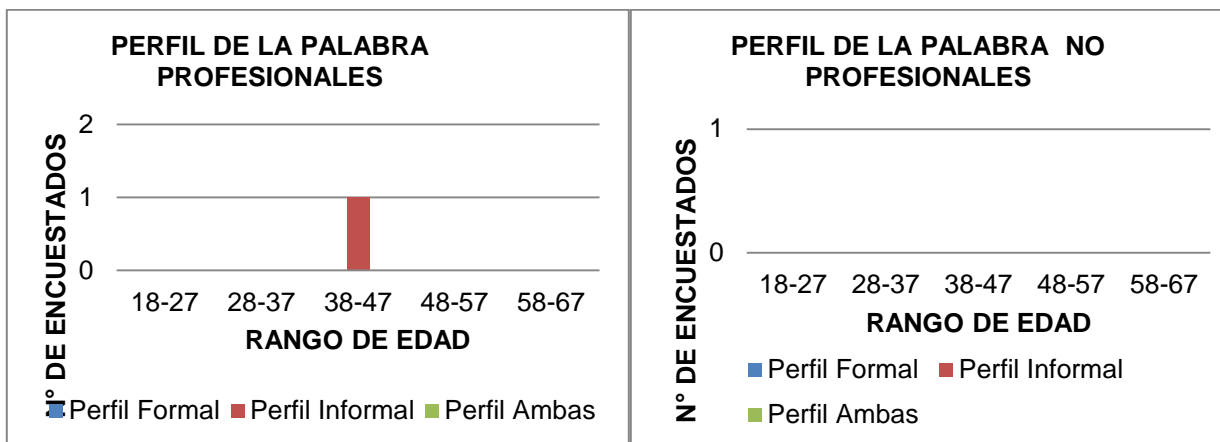 PERFIL DE LA PALABRA
PROFESIONALES
N° DE ENCUESTADOS
2
1
0
18-27 28-37 38-47 48-57 58-67
RANGO DE EDAD
Perfil Formal Perfil Informal Perfil Ambas
PERFIL DE LA PALABRA NO
PROFESIONALES
N° DE ENCUESTADOS
1
0
18-27 28-37 38-47 48-57 58-67
RANGO DE EDAD
Perfil Formal Perfil Informal
Perfil Ambas